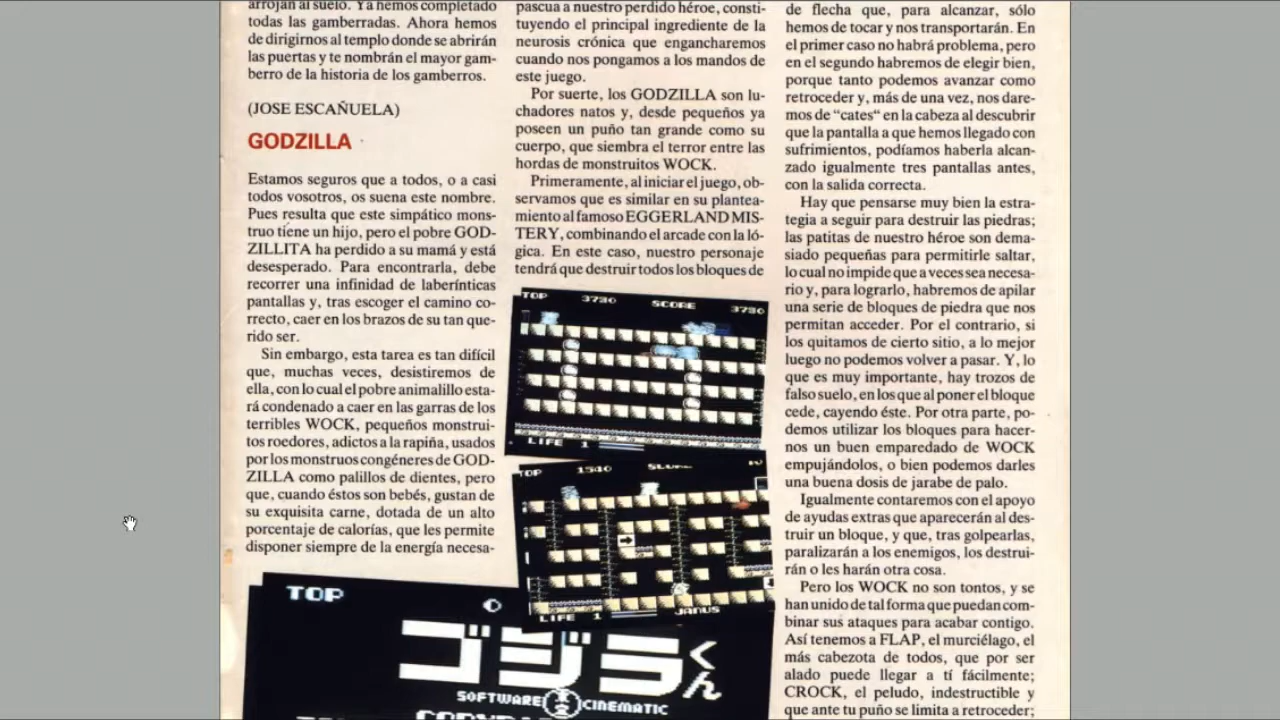 arrojan al suelo. Ya hemos completado
todas las gamberradas. Ahora hemos
de dirigirnos al templo donde se abrirán
las puertas y te nombrán el mayor gam-
berro de la historia de los gamberros.
(JOSE ESCAÑUELA)
GODZILLA
Estamos seguros que a todos, o a casi
todos vosotros, os suena este nombre.
Pues resulta que este simpático mons-
truo tiene un hijo, pero el pobre GOD-
ZILLITA ha perdido a su mamá y está
desesperado. Para encontrarla, debe
recorrer una infinidad de laberínticas
pantallas y, tras escoger el camino co-
rrecto, caer en los brazos de su tan que-
rido ser.
Sin embargo, esta tarea es tan difícil
que, muchas veces, desistiremos de
ella, con lo cual el pobre animalillo esta-
rá condenado a caer en las garras de los
terribles WOCK, pequeños monstrui-
tos roedores, adictos a la rapiña, usados
por los monstruos congéneres de GOD-
ZILLA como palillos de dientes, pero
que, cuando éstos son bebés, gustan de
su exquisita carne, dotada de un alto
porcentaje de calorías, que les permite
disponer siempre de la energía necesa-
pascua a nuestro perdido héroe, consti-
tuyendo el principal ingrediente de la
neurosis crónica que engancharemos
cuando nos pongamos a los mandos de
este juego.
Por suerte, los GODZILLA son lu-
chadores natos y, desde pequeños ya
poseen un puño tan grande como su
cuerpo, que siembra el terror entre las
hordas de monstruitos WOCK.
Primeramente, al iniciar el juego, ob-
servamos que es similar en su plantea-
miento al famoso EGGERLAND MIS-
TERY, combinando el arcade con la ló-
gica. En este caso, nuestro personaje
tendrá que destruir todos los bloques de
TOP 3730 SCORE 3730
LIFE 1
TOP 1540
LIFE 1 JANUS
TOP
ゴジラくん
SOFTWARE CINEMATIC
de flecha que, para alcanzar, sólo
hemos de tocar y nos transportarán. En
el primer caso no habrá problema, pero
en el segundo habremos de elegir bien,
porque tanto podemos avanzar como
retroceder y, más de una vez, nos dare-
mos de "cates" en la cabeza al descubrir
que la pantalla a que hemos llegado con
sufrimientos, podíamos haberla alcan-
zado igualmente tres pantallas antes,
con la salida correcta.
Hay que pensarse muy bien la estra-
tegia a seguir para destruir las piedras;
las patitas de nuestro héroe son dema-
siado pequeñas para permitirle saltar,
lo cual no impide que a veces sea necesa-
rio y, para lograrlo, habremos de apilar
una serie de bloques de piedra que nos
permitan acceder. Por el contrario, si
los quitamos de cierto sitio, a lo mejor
luego no podemos volver a pasar. Y, lo
que es muy importante, hay trozos de
falso suelo, en los que al poner el bloque
cede, cayendo éste. Por otra parte, po-
demos utilizar los bloques para hacer-
nos un buen emparedado de WOCK
empujándolos, o bien podemos darles
una buena dosis de jarabe de palo.
Igualmente contaremos con el apoyo
de ayudas extras que aparecerán al des-
truir un bloque, y que, tras golpearlas,
paralizarán a los enemigos, los destrui-
rán o les harán otra cosa.
Pero los WOCK no son tontos, y se
han unido de tal forma que puedan com-
binar sus ataques para acabar contigo.
Así tenemos a FLAP, el murciélago, el
más cabezota de todos, que por ser
alado puede llegar a tí fácilmente;
CROCK, el peludo, indestructible y
que ante tu puño se limita a retroceder;